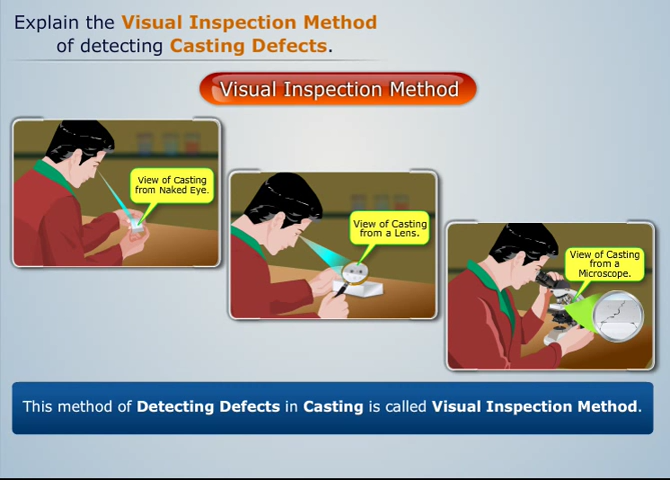 Explain the Visual Inspection Method
of detecting Casting Defects.
Visual Inspection Method
View of Casting
from Naked Eye.
View of Casting
from a Lens.
View of Casting
from a
Microscope.
This method of Detecting Defects in Casting is called Visual Inspection Method.